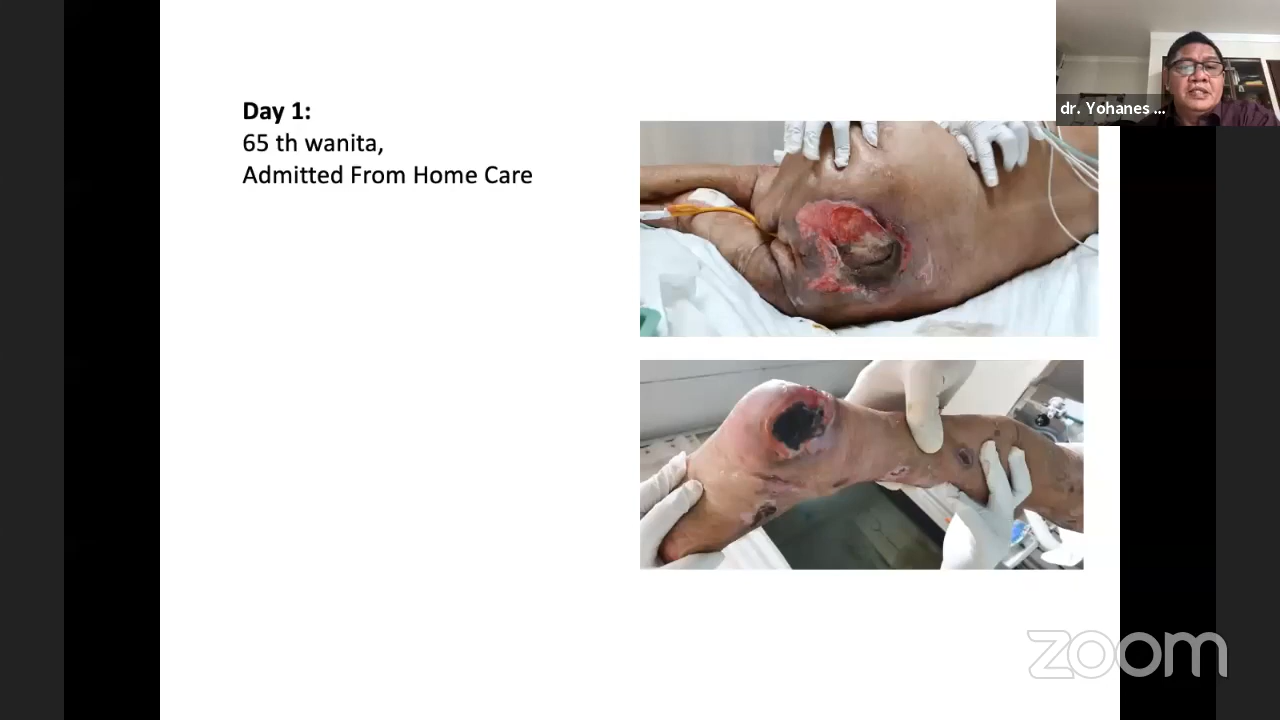 Day 1:
65 th wanita,
Admitted From Home Care
dr. Yohanes ...
zoom